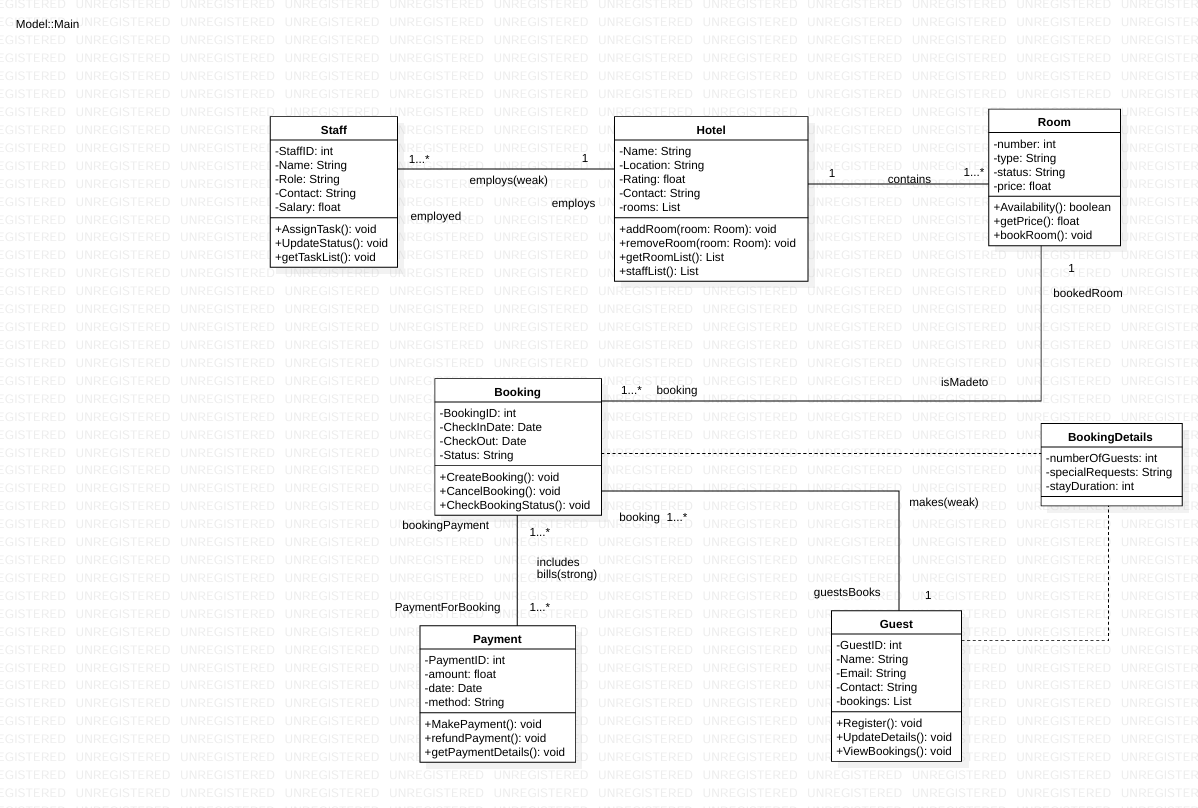 Model::Main
Staff
-StaffID: int
-Name: String
-Role: String
-Contact: String
-Salary: float
+AssignTask(): void
+UpdateStatus(): void
+getTaskList(): void
1...*
1
employs(weak)
employs
employed
Hotel
-Name: String
-Location: String
-Rating: float
-Contact: String
-rooms: List
+addRoom(room: Room): void
+removeRoom(room: Room): void
+getRoomList(): List
+staffList(): List
1
contains
1...*
Room
-number: int
-type: String
-status: String
-price: float
+Availability(): boolean
+getPrice(): float
+bookRoom(): void
1
bookedRoom
isMadeto
1...* booking
Booking
-BookingID: int
-CheckInDate: Date
-CheckOut: Date
-Status: String
+CreateBooking(): void
+CancelBooking(): void
+CheckBookingStatus(): void
BookingDetails
-numberOfGuests: int
-specialRequests: String
-stayDuration: int
makes(weak)
booking 1...*
bookingPayment
1...*
includes
bills(strong)
PaymentForBooking
1...*
guestsBooks
1
Payment
-PaymentID: int
-amount: float
-date: Date
-method: String
+MakePayment(): void
+refundPayment(): void
+getPaymentDetails(): void
Guest
-GuestID: int
-Name: String
-Email: String
-Contact: String
-bookings: List
+Register(): void
+UpdateDetails(): void
+ViewBookings(): void
UNREGISTERED